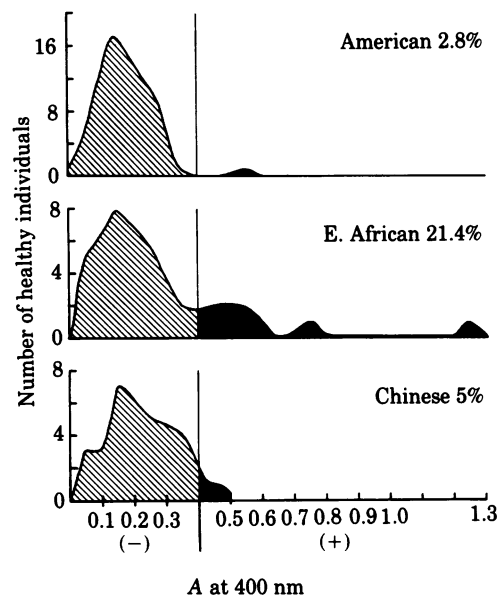 American 2.8%
16
8
0
E. African 21.4%
8
4
0
Chinese 5%
8
4
0
Number of healthy individuals
0.1 0.2 0.3 0.5 0.6 0.7 0.8 0.9 1.0 1.3
(−) (+)
A at 400 nm